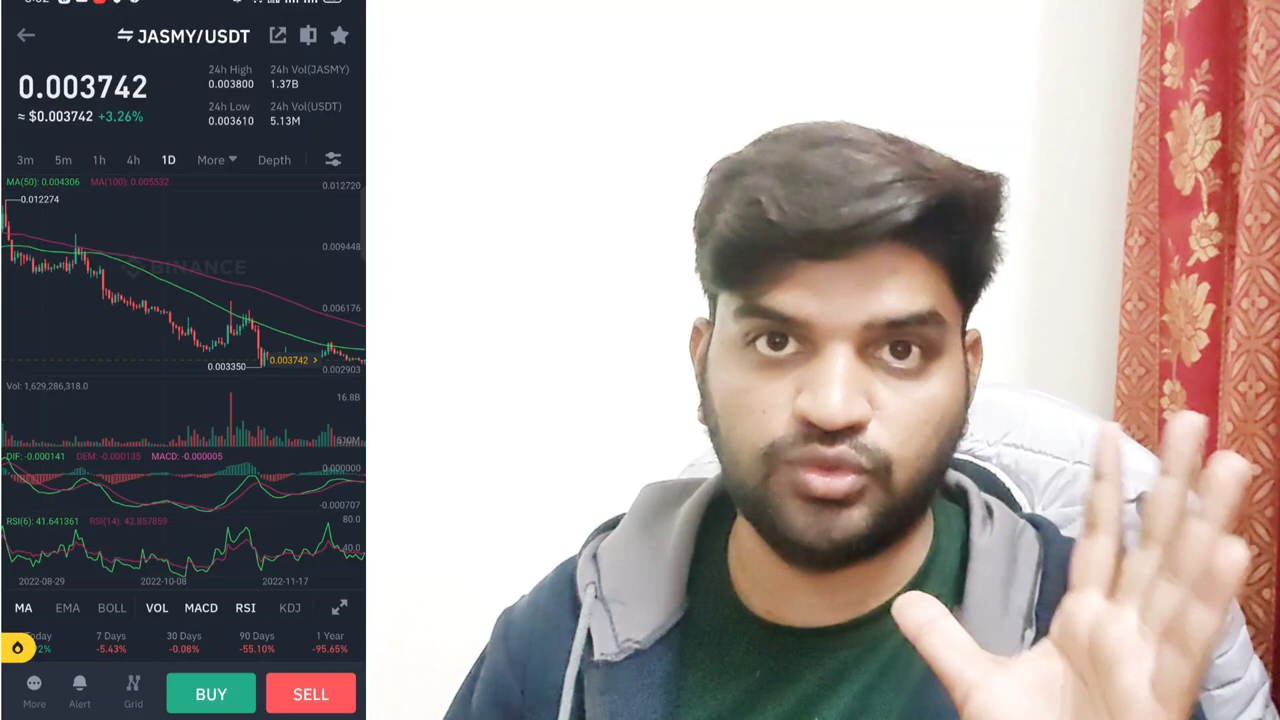 JASMY/USDT
0.003742
≈ $0.003742 +3.26%
24h High
0.003800
24h Vol(JASMY)
1.37B
24h Low
0.003610
24h Vol(USDT)
5.13M
3m 5m 1h 4h 1D More Depth
MA(50): 0.004306 MA(100): 0.005532
0.012720
0.012274
0.009448
BINANCE
0.006176
0.003742
0.003350
0.002903
Vol: 1,629,286,318.0
16.8B
510M
DIF: -0.000141 DEM: -0.000135 MACD: -0.000005
0.000000
-0.000707
RSI(6): 41.641361 RSI(14): 42.857859
80.0
40.0
2022-08-29 2022-10-08 2022-11-17
MA EMA BOLL VOL MACD RSI KDJ
7 Days 30 Days 90 Days 1 Year
-5.43% -0.08% -55.10% -95.65%
More Alert Grid BUY SELL